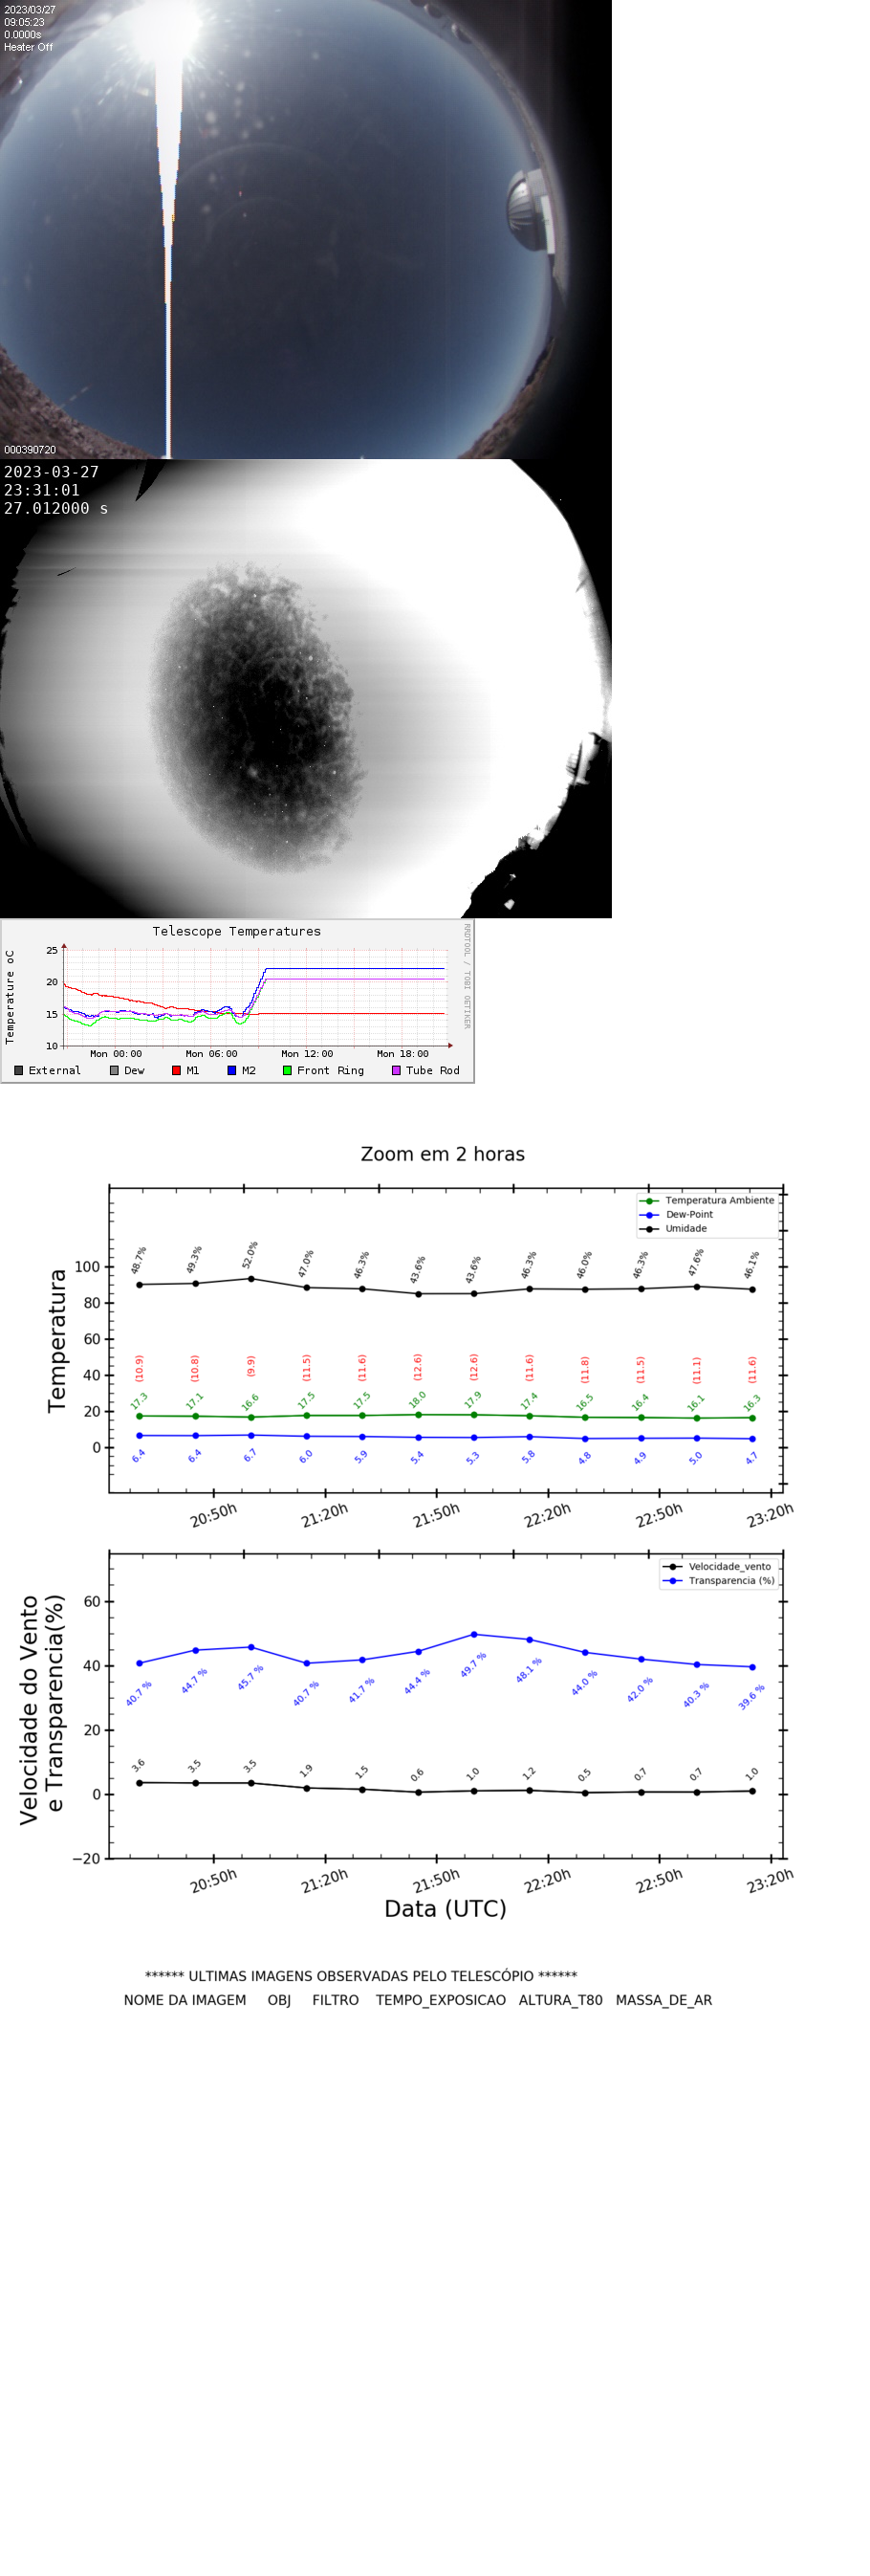 2023/03/27
09:05:23
0.0000s
Heater Off
000390720
2023-03-27
23:31:01
27.012000 s
Telescope Temperatures
RRDTOOL / TOBI OETIKER
Temperature oC
25
20
15
10
Mon 00:00 Mon 06:00 Mon 12:00 Mon 18:00
External Dew M1 M2 Front Ring Tube Rod
Zoom em 2 horas
Temperatura Ambiente
Dew-Point
Umidade
Temperatura
100
80
60
40
20
0
48.7% 49.3% 52.0% 47.0% 46.3% 43.6% 43.6% 46.3% 46.0% 46.3% 47.6% 46.1%
(10.9) (10.8) (9.9) (11.5) (11.6) (12.6) (12.6) (11.6) (11.8) (11.5) (11.1) (11.6)
17.3 17.1 16.6 17.5 17.5 18.0 17.9 17.4 16.5 16.4 16.1 16.3
6.4 6.4 6.7 6.0 5.9 5.4 5.3 5.8 4.8 4.9 5.0 4.7
20:50h 21:20h 21:50h 22:20h 22:50h 23:20h
Velocidade_vento
Transparencia (%)
Velocidade do Vento
e Transparencia(%)
60
40
20
0
−20
40.7 % 44.7 % 45.7 % 40.7 % 41.7 % 44.4 % 49.7 % 48.1 % 44.0 % 42.0 % 40.3 % 39.6 %
3.6 3.5 3.5 1.9 1.5 0.6 1.0 1.2 0.5 0.7 0.7 1.0
20:50h 21:20h 21:50h 22:20h 22:50h 23:20h
Data (UTC)
****** ULTIMAS IMAGENS OBSERVADAS PELO TELESCÓPIO ******
NOME DA IMAGEM OBJ FILTRO TEMPO_EXPOSICAO ALTURA_T80 MASSA_DE_AR